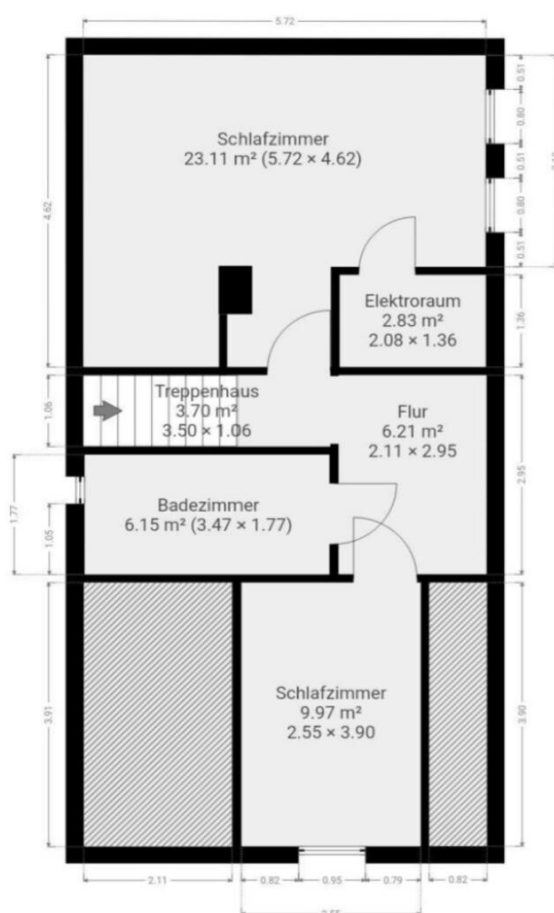 5.72
0.51
4.62
0.80
Schlafzimmer
23.11 m² (5.72 × 4.62)
0.51
0.80
0.51
Elektroraum
2.83 m²
2.08 × 1.36
1.36
Treppenhaus
3.70 m²
3.50 × 1.06
1.06
Flur
6.21 m²
2.11 × 2.95
2.95
1.77
Badezimmer
6.15 m² (3.47 × 1.77)
1.05
3.91
Schlafzimmer
9.97 m²
2.55 × 3.90
3.90
2.11
0.82
0.95
0.79
0.82